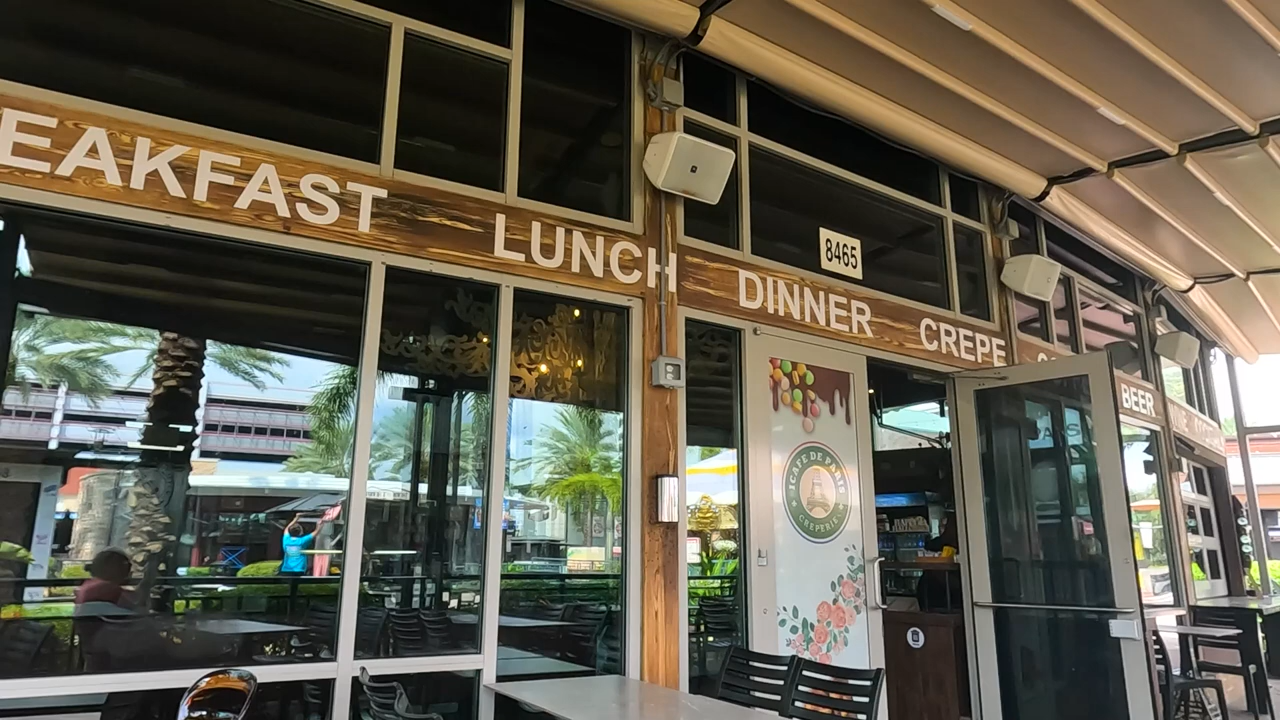 EAKFAST LUNCH DINNER CREPE
8465
BEER
CAFE DE PARIS
CREPERIE